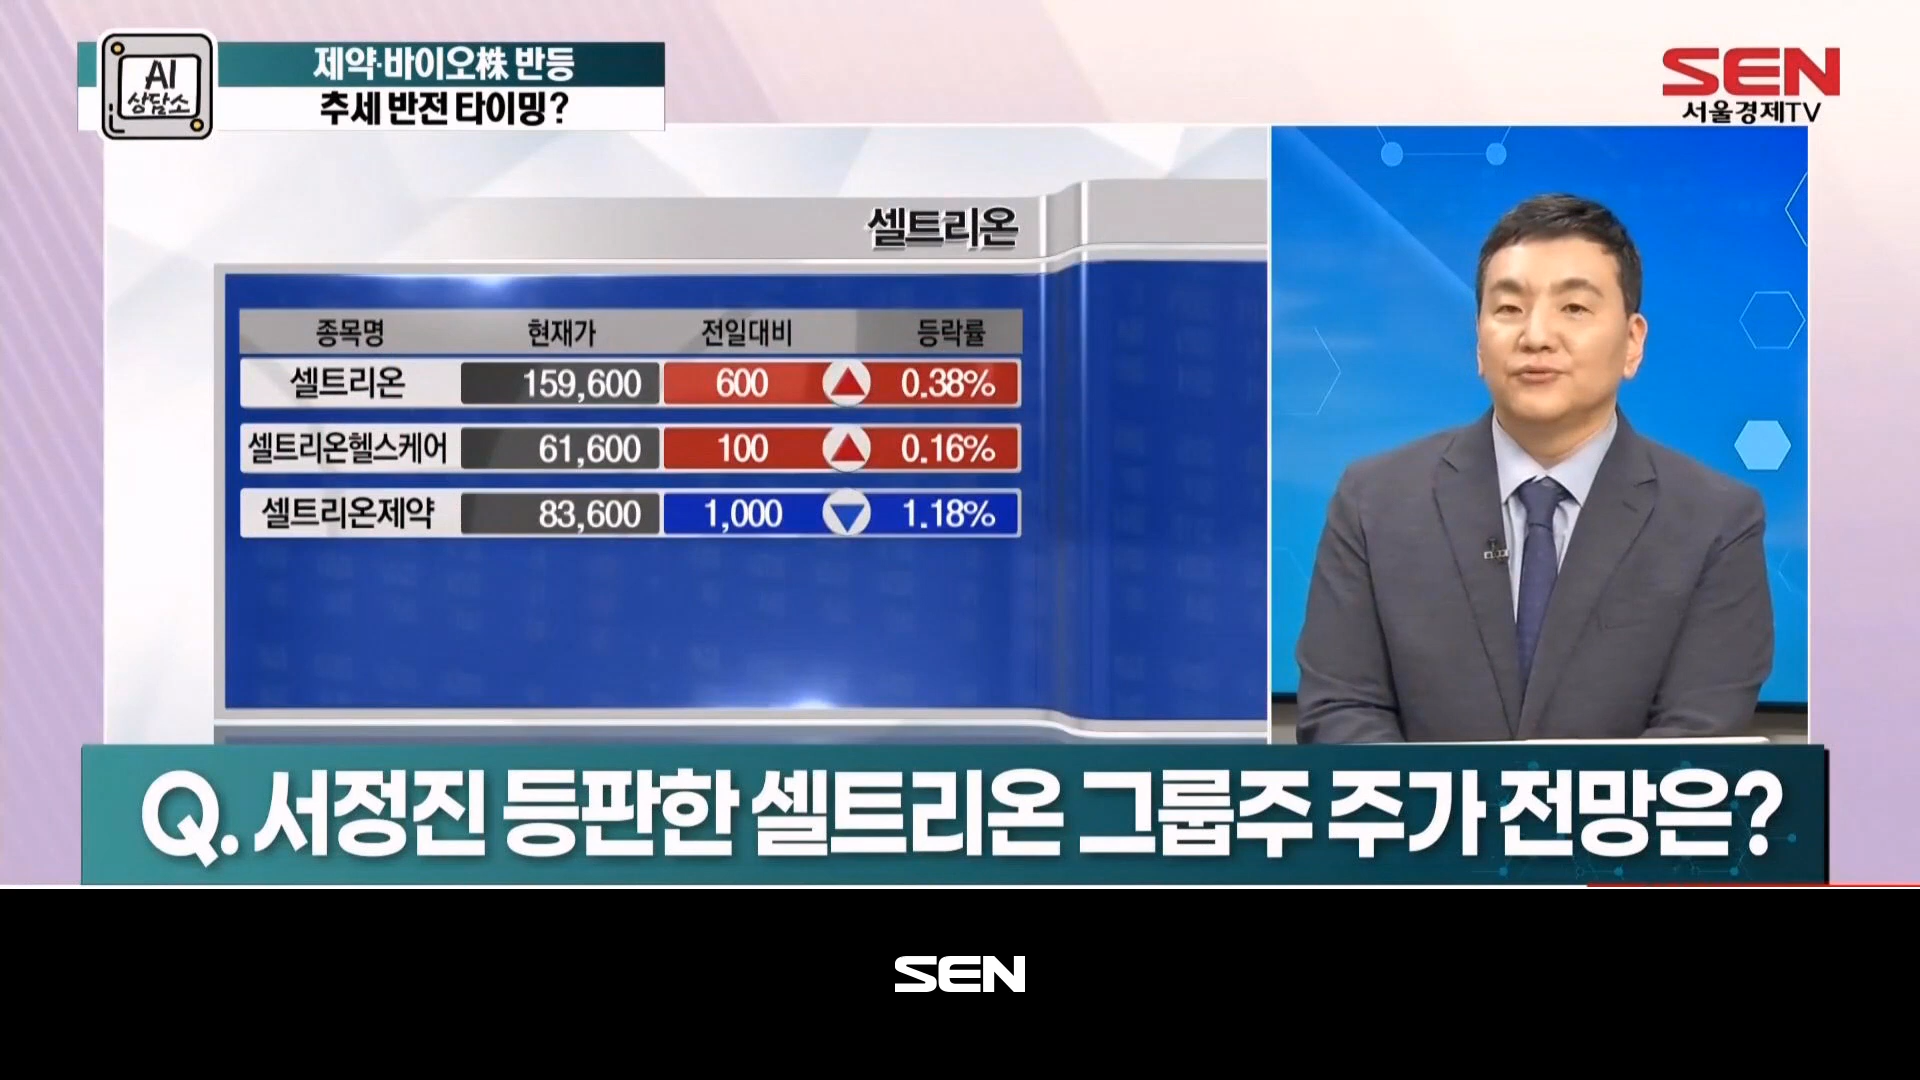 AI
상담소
제약·바이오株 반등
추세 반전 타이밍?
SEN
서울경제TV
셀트리온
종목명 현재가 전일대비 등락률
셀트리온 159,600 600 ▲ 0.38%
셀트리온헬스케어 61,600 100 ▲ 0.16%
셀트리온제약 83,600 1,000 ▼ 1.18%
Q. 서정진 등판한 셀트리온 그룹주 주가 전망은?
SEN